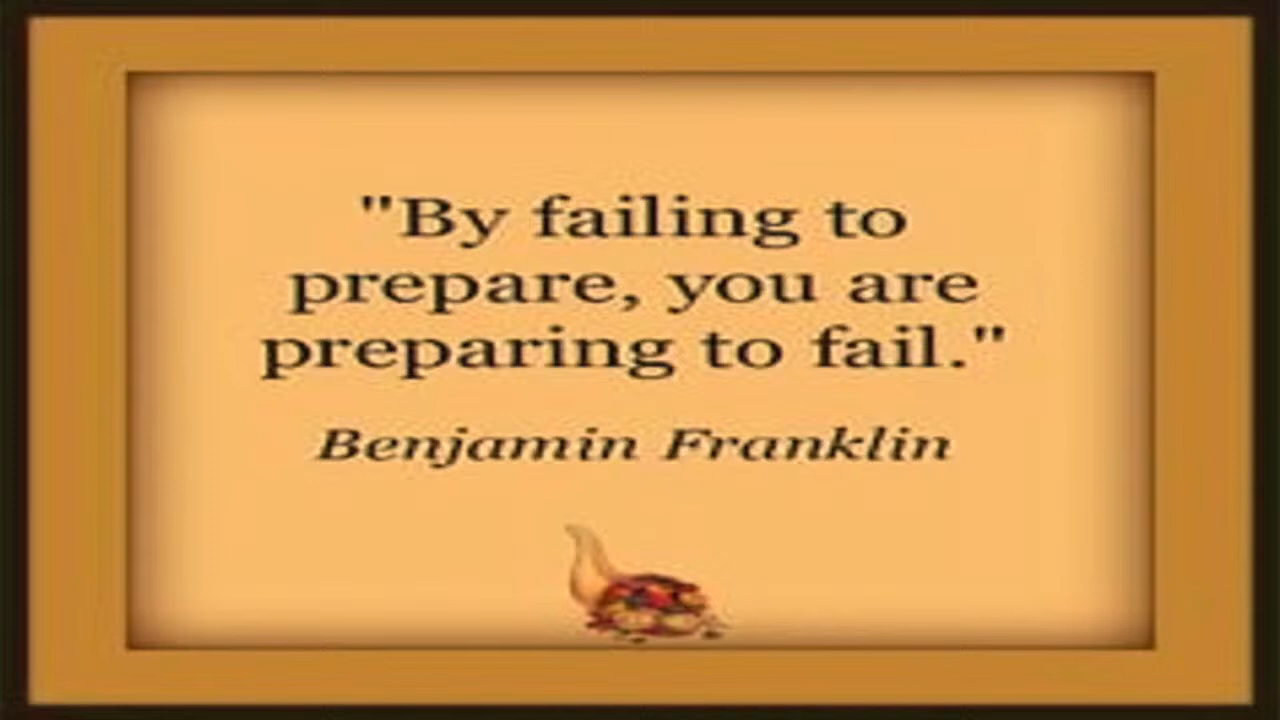 "By failing to
prepare, you are
preparing to fail."
Benjamin Franklin